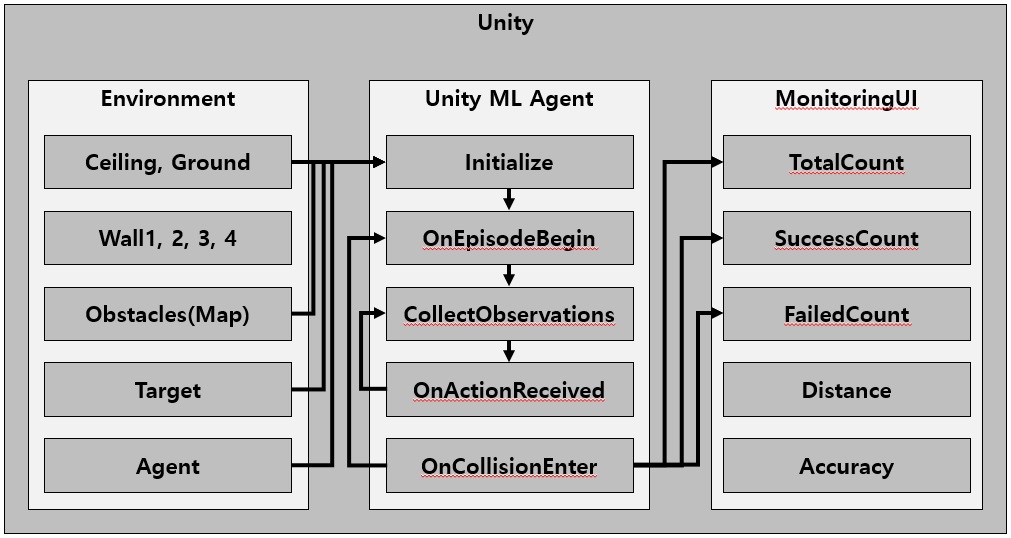 Unity
Environment
Ceiling, Ground
Wall1, 2, 3, 4
Obstacles(Map)
Target
Agent
Unity ML Agent
Initialize
OnEpisodeBegin
CollectObservations
OnActionReceived
OnCollisionEnter
MonitoringUI
TotalCount
SuccessCount
FailedCount
Distance
Accuracy